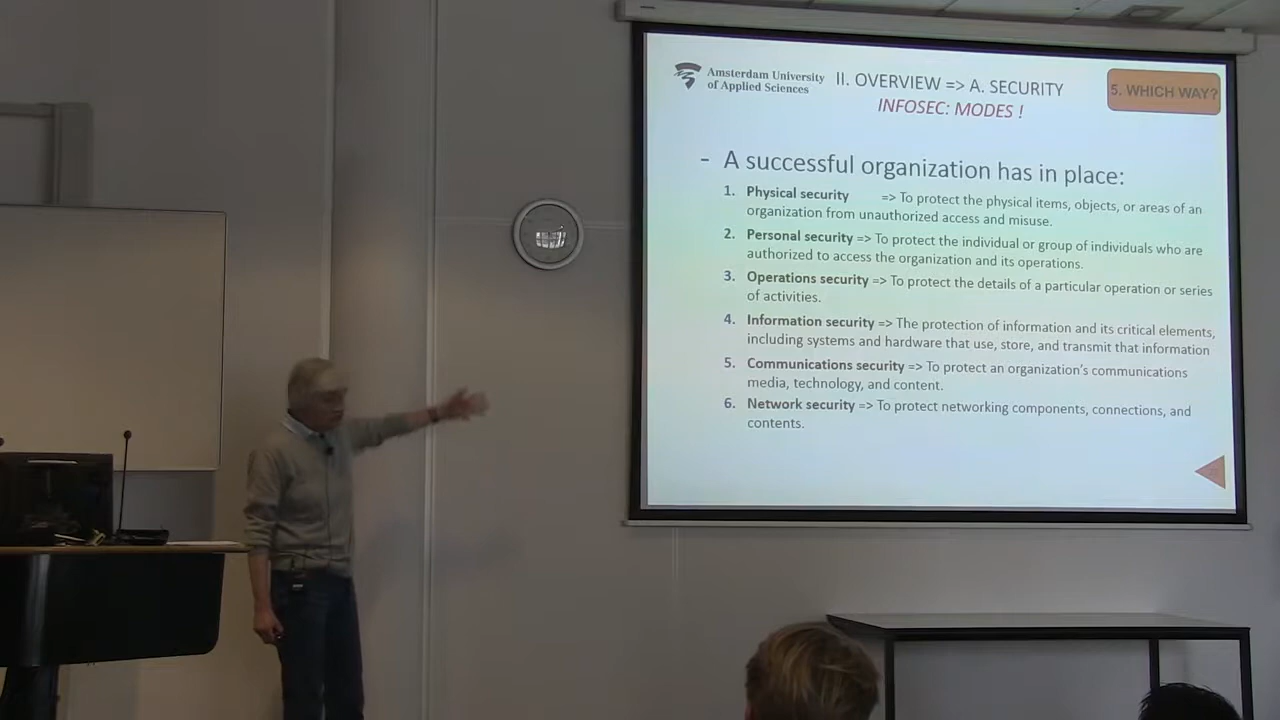 Amsterdam University
of Applied Sciences
II. OVERVIEW => A. SECURITY
INFOSEC: MODES !
5. WHICH WAY?
- A successful organization has in place:
1. Physical security => To protect the physical items, objects, or areas of an
organization from unauthorized access and misuse.
2. Personal security => To protect the individual or group of individuals who are
authorized to access the organization and its operations.
3. Operations security => To protect the details of a particular operation or series
of activities.
4. Information security => The protection of information and its critical elements,
including systems and hardware that use, store, and transmit that information
5. Communications security => To protect an organization's communications
media, technology, and content.
6. Network security => To protect networking components, connections, and
contents.